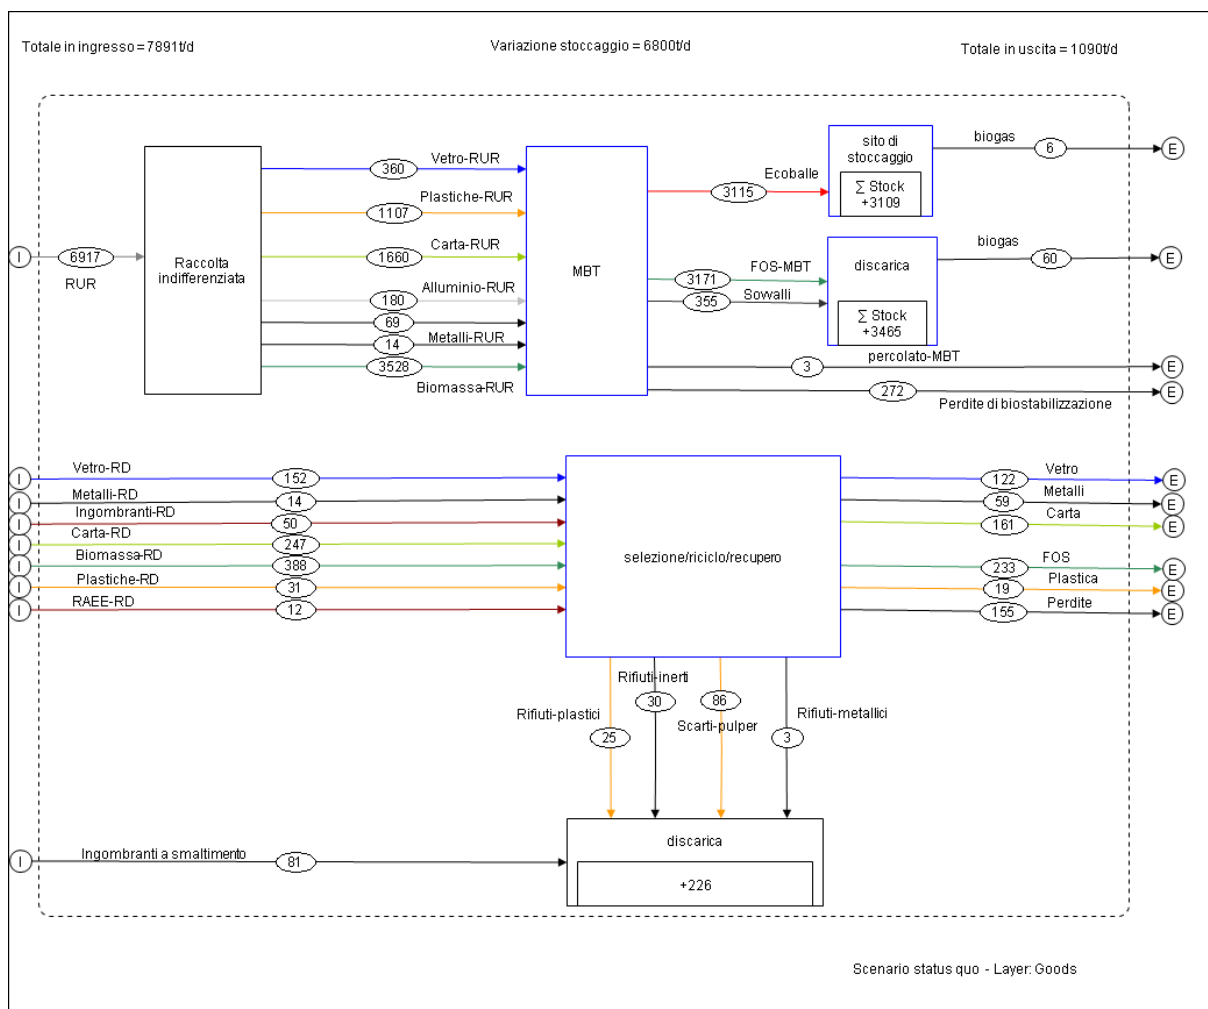 Totale in ingresso = 7891t/d
Variazione stoccaggio = 6800t/d
Totale in uscita = 1090t/d
I
6917
RUR
Raccolta
indifferenziata
360
Vetro-RUR
1107
Plastiche-RUR
1660
Carta-RUR
180
Alluminio-RUR
69
14
Metalli-RUR
3528
Biomassa-RUR
MBT
3115
Ecoballe
sito di
stoccaggio
∑ Stock
+3109
biogas
6
E
3171
FOS-MBT
355
Sovvalli
discarica
∑ Stock
+3465
biogas
60
E
3
percolato-MBT
E
272
Perdite di biostabilizzazione
E
I
Vetro-RD
152
I
Metalli-RD
14
I
Ingombranti-RD
50
I
Carta-RD
247
I
Biomassa-RD
388
I
Plastiche-RD
31
I
RAEE-RD
12
selezione/riciclo/recupero
122
Vetro
E
59
Metalli
E
161
Carta
E
233
FOS
E
19
Plastica
E
155
Perdite
E
Rifiuti-plastici
25
Rifiuti-inerti
30
86
Scarti-pulper
Rifiuti-metallici
3
I
Ingombranti a smaltimento
81
discarica
+226
Scenario status quo - Layer: Goods